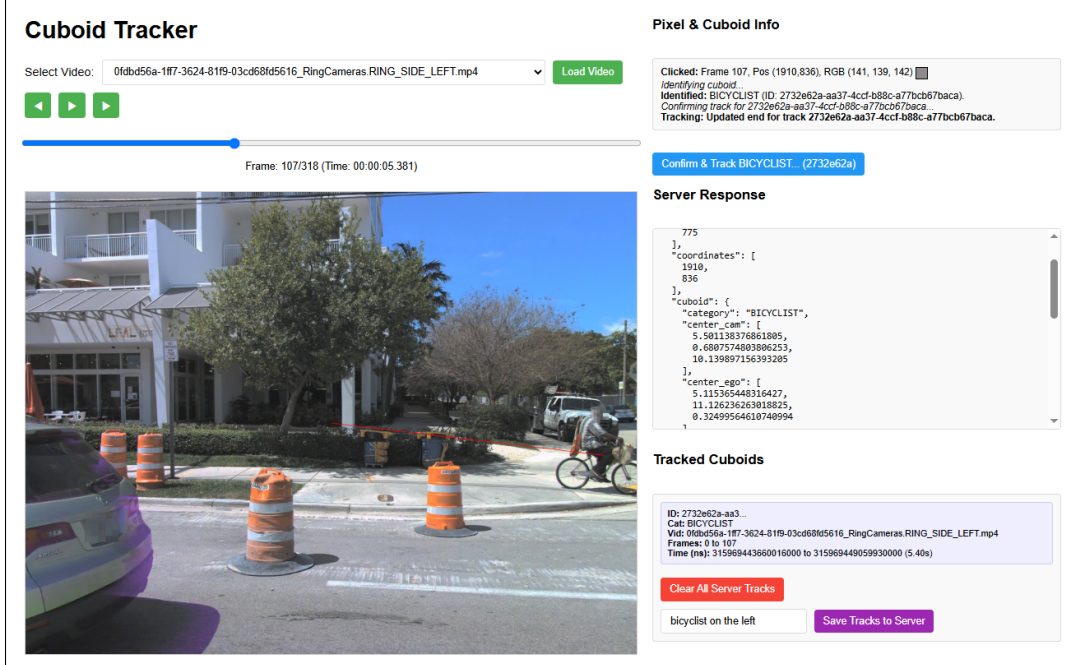 Cuboid Tracker
Select Video:
0fdbd56a-1ff7-3624-81f9-03cd68fd5616_RingCameras.RING_SIDE_LEFT.mp4
Load Video
Frame: 107/318 (Time: 00:00:05.381)
Pixel & Cuboid Info
Clicked: Frame 107, Pos (1910,836), RGB (141, 139, 142)
Identifying cuboid...
Identified: BICYCLIST (ID: 2732e62a-aa37-4ccf-b88c-a77bcb67baca).
Confirming track for 2732e62a-aa37-4ccf-b88c-a77bcb67baca...
Tracking: Updated end for track 2732e62a-aa37-4ccf-b88c-a77bcb67baca.
Confirm & Track BICYCLIST... (2732e62a)
Server Response
775
],
"coordinates": [
1910,
836
],
"cuboid": {
"category": "BICYCLIST",
"center_cam": [
5.501138376861805,
0.6807574803806253,
10.139897156393205
],
"center_ego": [
5.115365448316427,
11.126236263018825,
0.32499564610740994
Tracked Cuboids
ID: 2732e62a-aa3...
Cat: BICYCLIST
Vid: 0fdbd56a-1ff7-3624-81f9-03cd68fd5616_RingCameras.RING_SIDE_LEFT.mp4
Frames: 0 to 107
Time (ns): 315969443660016000 to 315969449059930000 (5.40s)
Clear All Server Tracks
bicyclist on the left
Save Tracks to Server